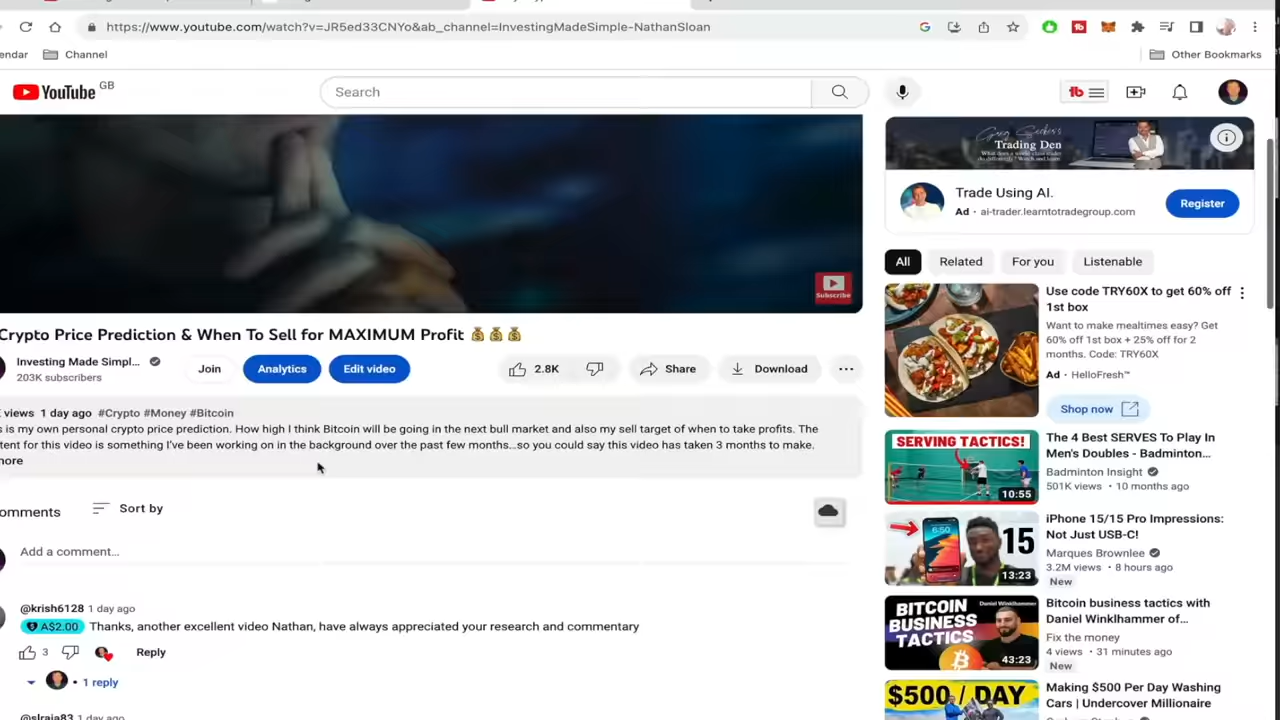 https://www.youtube.com/watch?v=JR5ed33CNYo&ab_channel=InvestingMadeSimple-NathanSloan
endar
Channel
Other Bookmarks
YouTube GB
Search
Subscribe
Crypto Price Prediction & When To Sell for MAXIMUM Profit 💰💰💰
Investing Made Simpl...
203K subscribers
Join
Analytics
Edit video
2.8K
Share
Download
views 1 day ago #Crypto #Money #Bitcoin
s is my own personal crypto price prediction. How high I think Bitcoin will be going in the next bull market and also my sell target of when to take profits. The
tent for this video is something I've been working on in the background over the past few months...so you could say this video has taken 3 months to make.
more
omments
Sort by
Add a comment...
@krish6128 1 day ago
A$2.00 Thanks, another excellent video Nathan, have always appreciated your research and commentary
3
Reply
1 reply
@slraja83 1 day ago
Trading Den
Trade Using AI.
Ad · ai-trader.learntotradegroup.com
Register
All
Related
For you
Listenable
Use code TRY60X to get 60% off
1st box
Want to make mealtimes easy? Get
60% off 1st box + 25% off for 2
months. Code: TRY60X
Ad · HelloFresh™
Shop now
SERVING TACTICS!
10:55
The 4 Best SERVES To Play In
Men's Doubles - Badminton...
Badminton Insight
501K views · 10 months ago
6:50
15
13:23
iPhone 15/15 Pro Impressions:
Not Just USB-C!
Marques Brownlee
3.2M views · 8 hours ago
New
BITCOIN
BUSINESS
TACTICS
Daniel Winklhammer
43:23
Bitcoin business tactics with
Daniel Winklhammer of...
Fix the money
4 views · 31 minutes ago
New
$500 / DAY
Making $500 Per Day Washing
Cars | Undercover Millionaire